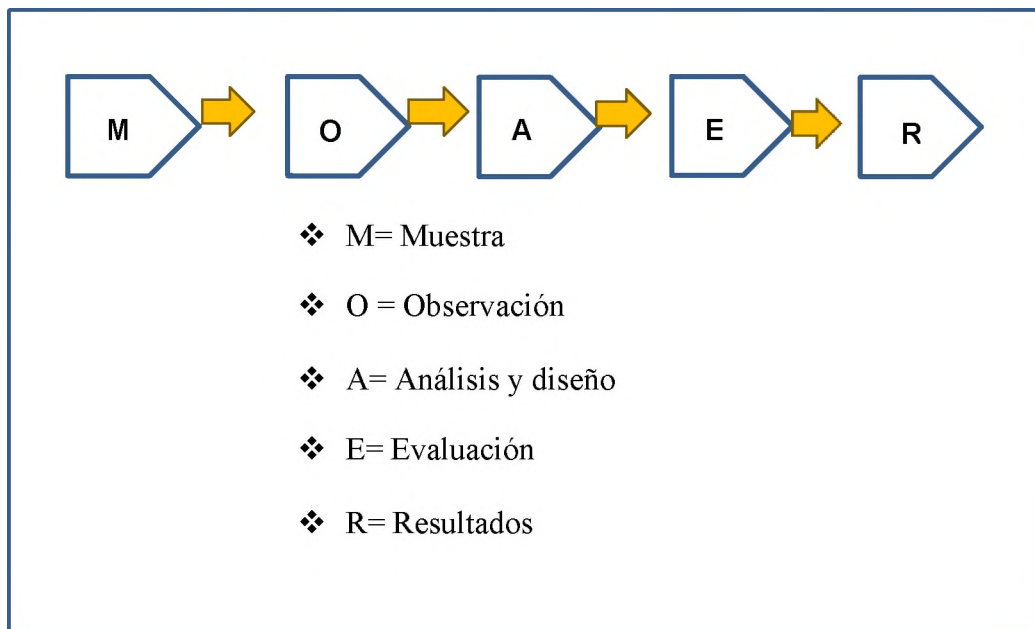 M O A E R
❖ M= Muestra
❖ O = Observación
❖ A= Análisis y diseño
❖ E= Evaluación
❖ R= Resultados